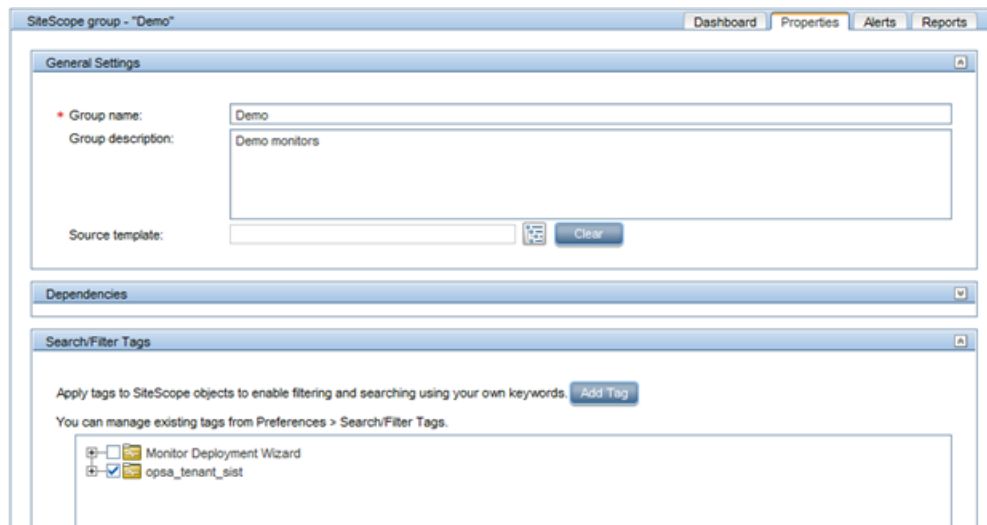 SiteScope group - "Demo"
Dashboard Properties Alerts Reports
General Settings
* Group name: Demo
Group description: Demo monitors
Source template: Clear
Dependencies
Search/Filter Tags
Apply tags to SiteScope objects to enable filtering and searching using your own keywords. Add Tag
You can manage existing tags from Preferences > Search/Filter Tags.
Monitor Deployment Wizard
opsa_tenant_sist